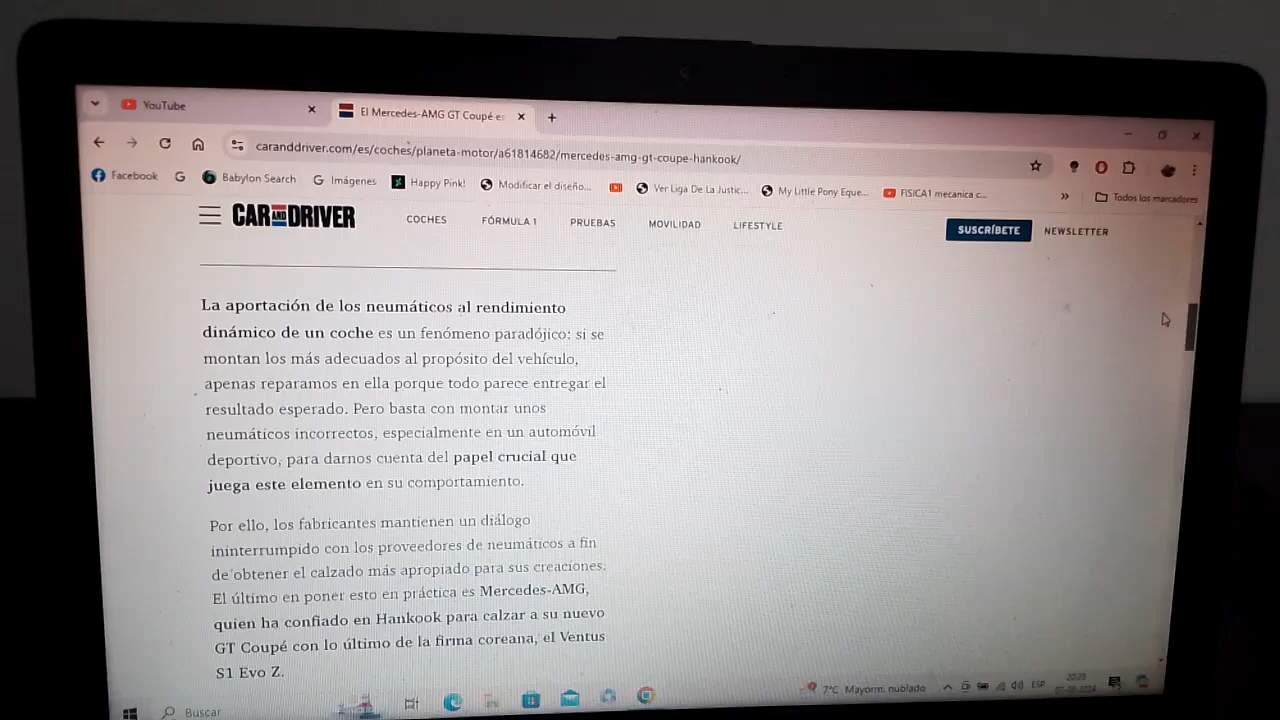 YouTube
El Mercedes-AMG GT Coupé es
caranddriver.com/es/coches/planeta-motor/a61814682/mercedes-amg-gt-coupe-hankook/
Facebook
Babylon Search
Imágenes
Happy Pink!
Modificar el diseño...
Ver Liga De La Justic...
My Little Pony Eque...
FISICA1 mecanica c...
»
Todos los marcadores
CAR AND DRIVER
COCHES
FÓRMULA 1
PRUEBAS
MOVILIDAD
LIFESTYLE
SUSCRÍBETE
NEWSLETTER
La aportación de los neumáticos al rendimiento
dinámico de un coche es un fenómeno paradójico: si se
montan los más adecuados al propósito del vehículo,
apenas reparamos en ella porque todo parece entregar el
resultado esperado. Pero basta con montar unos
neumáticos incorrectos, especialmente en un automóvil
deportivo, para darnos cuenta del papel crucial que
juega este elemento en su comportamiento.
Por ello, los fabricantes mantienen un diálogo
ininterrumpido con los proveedores de neumáticos a fin
de obtener el calzado más apropiado para sus creaciones.
El último en poner esto en práctica es Mercedes-AMG,
quien ha confiado en Hankook para calzar a su nuevo
GT Coupé con lo último de la firma coreana, el Ventus
S1 Evo Z.
Buscar
7°C Mayorm. nublado
ESP